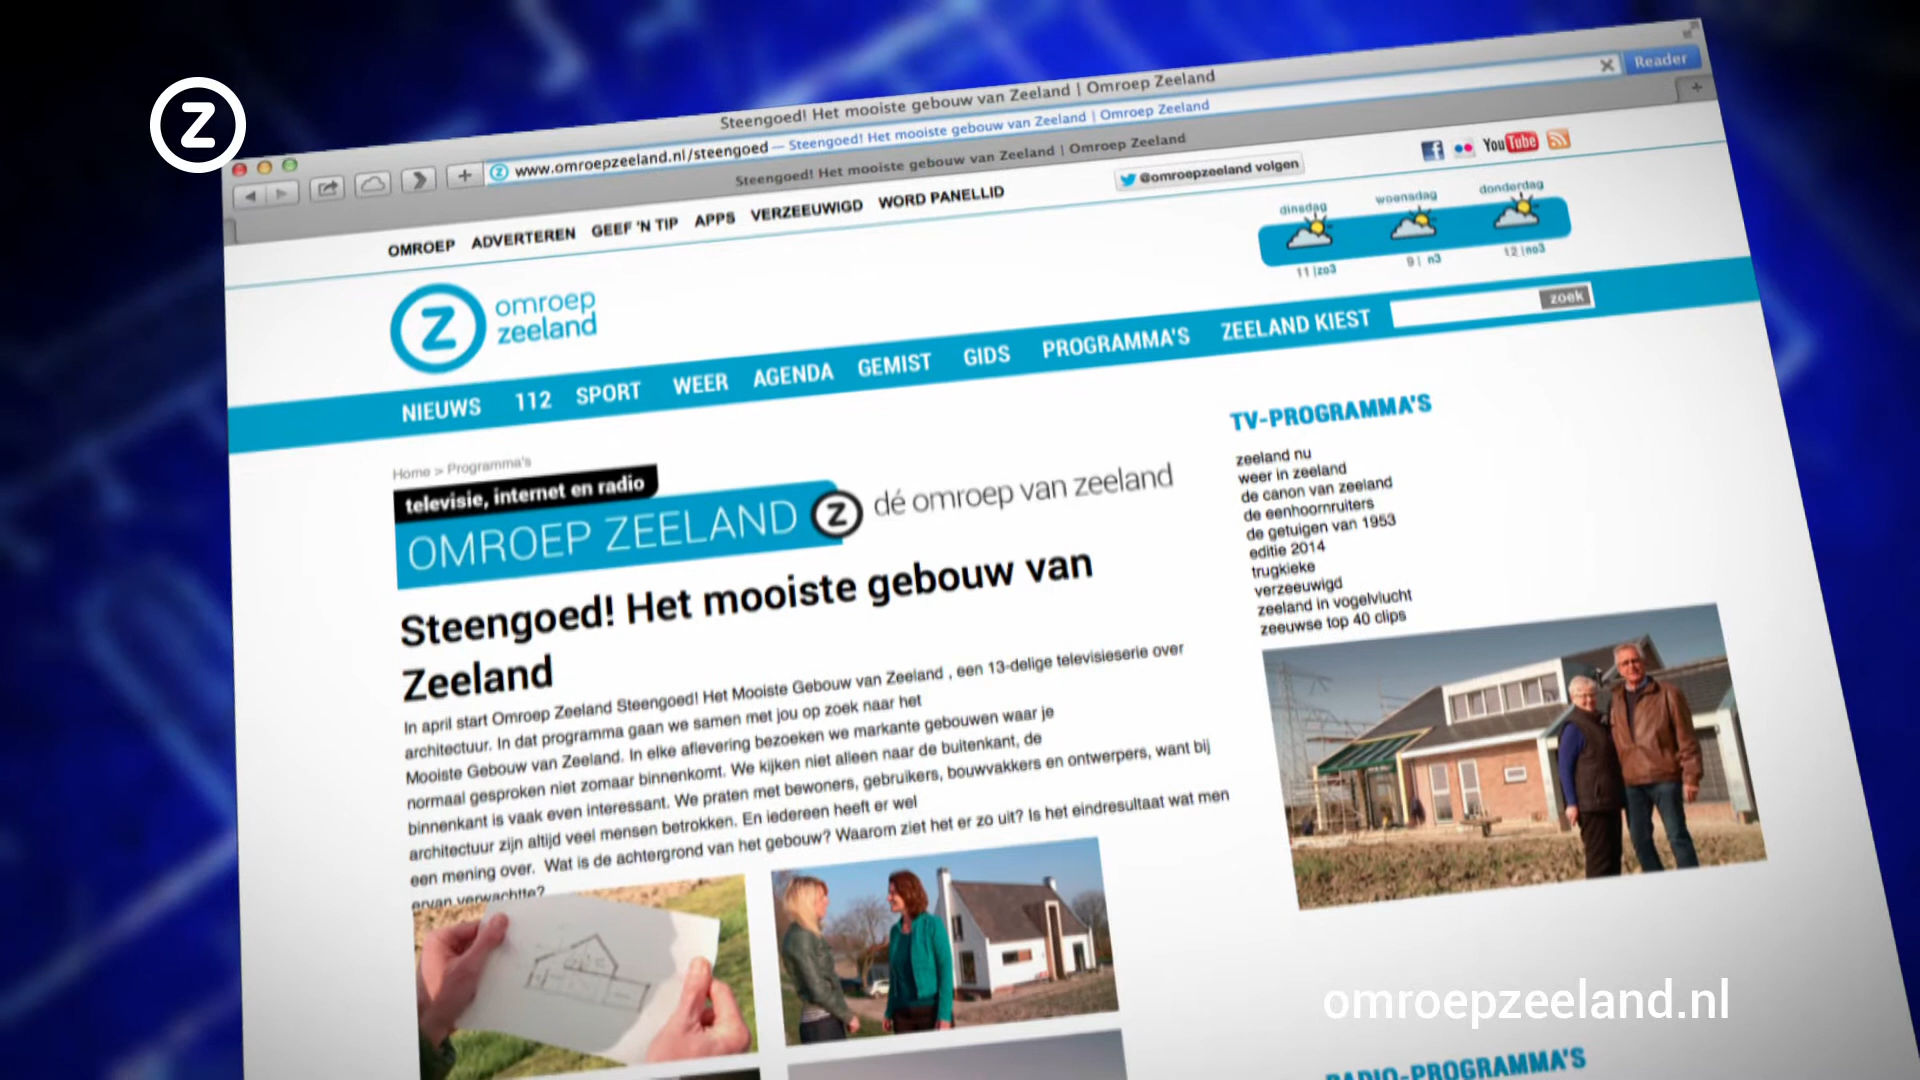 Z
Steengoed! Het mooiste gebouw van Zeeland | Omroep Zeeland
www.omroepzeeland.nl/steengoed — Steengoed! Het mooiste gebouw van Zeeland | Omroep Zeeland
Reader
Steengoed! Het mooiste gebouw van Zeeland | Omroep Zeeland
OMROEP ADVERTEREN GEEF 'N TIP APPS VERZEEUWIGD WORD PANELLID
@omroepzeeland volgen
You Tube
dinsdag woensdag donderdag
11 | zo3 9 | n3 12 | no3
Z omroep
zeeland
NIEUWS 112 SPORT WEER AGENDA GEMIST GIDS PROGRAMMA'S ZEELAND KIEST
zoek
Home > Programma's
televisie, internet en radio
OMROEP ZEELAND Z dé omroep van zeeland
Steengoed! Het mooiste gebouw van
Zeeland
In april start Omroep Zeeland Steengoed! Het Mooiste Gebouw van Zeeland , een 13-delige televisieserie over
architectuur. In dat programma gaan we samen met jou op zoek naar het
Mooiste Gebouw van Zeeland. In elke aflevering bezoeken we markante gebouwen waar je
normaal gesproken niet zomaar binnenkomt. We kijken niet alleen naar de buitenkant, de
binnenkant is vaak even interessant. We praten met bewoners, gebruikers, bouwvakkers en ontwerpers, want bij
architectuur zijn altijd veel mensen betrokken. En iedereen heeft er wel
een mening over. Wat is de achtergrond van het gebouw? Waarom ziet het er zo uit? Is het eindresultaat wat men
ervan verwachtte?
TV-PROGRAMMA'S
zeeland nu
weer in zeeland
de canon van zeeland
de eenhoornruiters
de getuigen van 1953
editie 2014
trugkieke
verzeeuwigd
zeeland in vogelvlucht
zeeuwse top 40 clips
omroepzeeland.nl
RADIO-PROGRAMMA'S